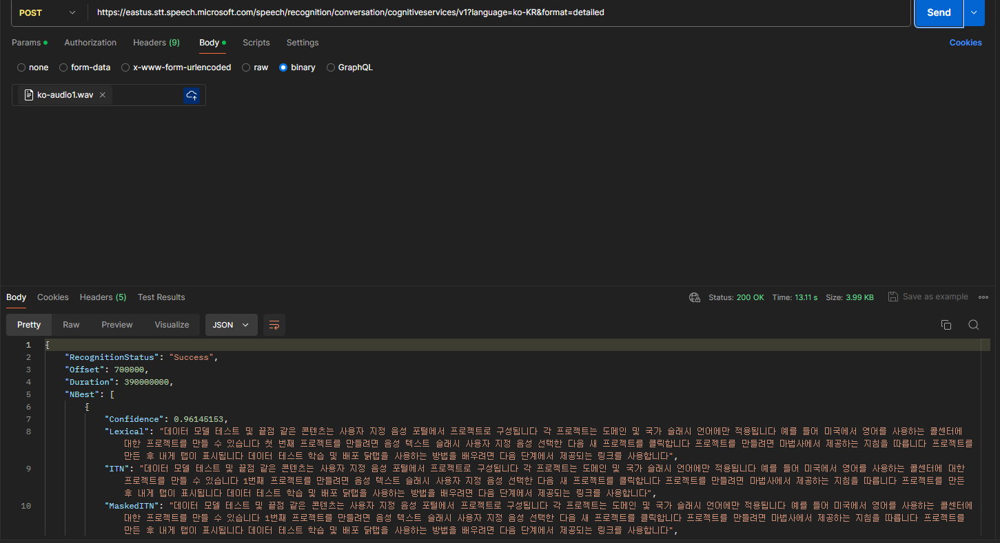 POST https://eastus.stt.speech.microsoft.com/speech/recognition/conversation/cognitiveservices/v1?language=ko-KR&format=detailed Send
Params Authorization Headers (9) Body Scripts Settings Cookies
none form-data x-www-form-urlencoded raw binary GraphQL
ko-audio1.wav
Body Cookies Headers (5) Test Results Status: 200 OK Time: 13.11 s Size: 3.99 KB Save as example
Pretty Raw Preview Visualize JSON
1 {
2 "RecognitionStatus": "Success",
3 "Offset": 700000,
4 "Duration": 390000000,
5 "NBest": [
6 {
7 "Confidence": 0.96145153,
8 "Lexical": "데이터 모델 테스트 및 끝점 같은 콘텐츠는 사용자 지정 음성 포털에서 프로젝트로 구성됩니다 각 프로젝트는 도메인 및 국가 슬래시 언어에만 적용됩니다 예를 들어 미국에서 영어를 사용하는 콜센터에
대한 프로젝트를 만들 수 있습니다 첫 번째 프로젝트를 만들려면 음성 텍스트 슬래시 사용자 지정 음성 선택한 다음 새 프로젝트를 클릭합니다 프로젝트를 만들려면 마법사에서 제공하는 지침을 따릅니다 프로젝트를
만든 후 내게 탭이 표시됩니다 데이터 테스트 학습 및 배포 닭탭을 사용하는 방법을 배우려면 다음 단계에서 제공되는 링크를 사용합니다",
9 "ITN": "데이터 모델 테스트 및 끝점 같은 콘텐츠는 사용자 지정 음성 포털에서 프로젝트로 구성됩니다 각 프로젝트는 도메인 및 국가 슬래시 언어에만 적용됩니다 예를 들어 미국에서 영어를 사용하는 콜센터에 대한
프로젝트를 만들 수 있습니다 1번째 프로젝트를 만들려면 음성 텍스트 슬래시 사용자 지정 음성 선택한 다음 새 프로젝트를 클릭합니다 프로젝트를 만들려면 마법사에서 제공하는 지침을 따릅니다 프로젝트를 만든
후 내게 탭이 표시됩니다 데이터 테스트 학습 및 배포 닭탭을 사용하는 방법을 배우려면 다음 단계에서 제공되는 링크를 사용합니다",
10 "MaskedITN": "데이터 모델 테스트 및 끝점 같은 콘텐츠는 사용자 지정 음성 포털에서 프로젝트로 구성됩니다 각 프로젝트는 도메인 및 국가 슬래시 언어에만 적용됩니다 예를 들어 미국에서 영어를 사용하는 콜센터에
대한 프로젝트를 만들 수 있습니다 1번째 프로젝트를 만들려면 음성 텍스트 슬래시 사용자 지정 음성 선택한 다음 새 프로젝트를 클릭합니다 프로젝트를 만들려면 마법사에서 제공하는 지침을 따릅니다 프로젝트를
만든 후 내게 탭이 표시됩니다 데이터 테스트 학습 및 배포 닭탭을 사용하는 방법을 배우려면 다음 단계에서 제공되는 링크를 사용합니다",